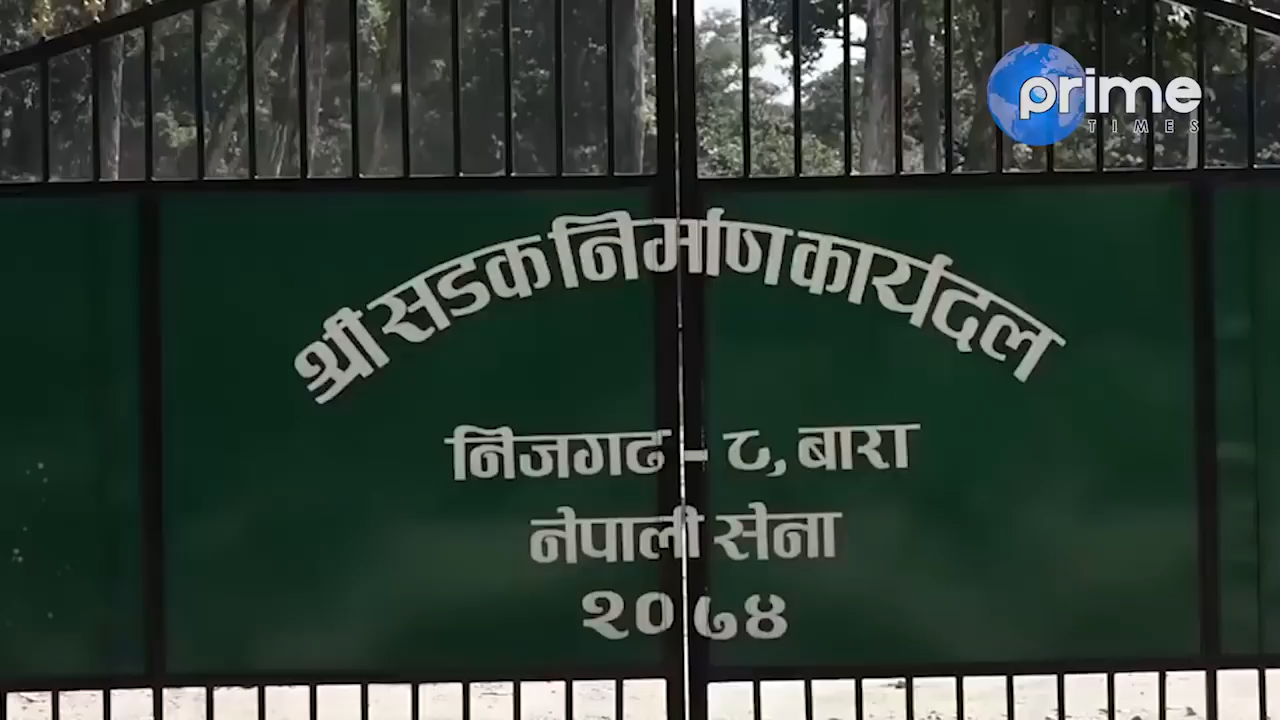 prime
TIMES
श्री सडक निर्माण कार्यदल
निजगढ - ८, बारा
नेपाली सेना
२०७४